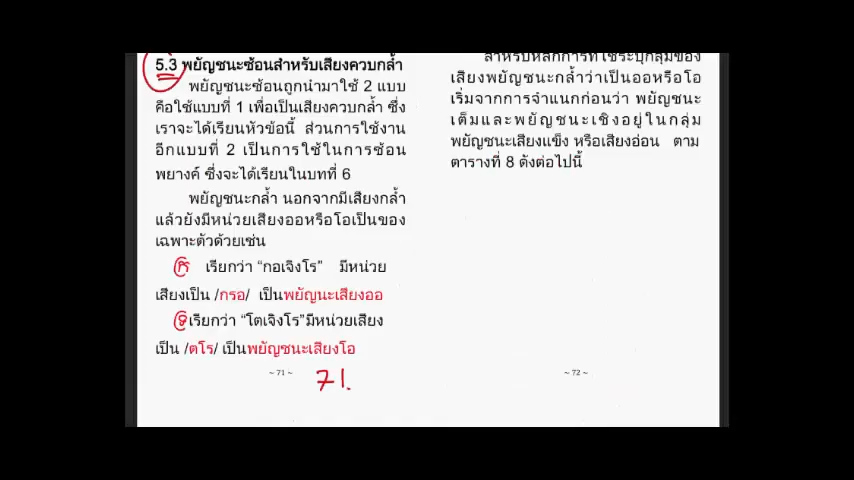 5.3 พยัญชนะซ้อนสำหรับเสียงควบกล้ำ
พยัญชนะซ้อนถูกนำมาใช้ 2 แบบ
คือใช้แบบที่ 1 เพื่อเป็นเสียงควบกล้ำ ซึ่ง
เราจะได้เรียนหัวข้อนี้ ส่วนการใช้งาน
อีกแบบที่ 2 เป็นการใช้ในการซ้อน
พยางค์ ซึ่งจะได้เรียนในบทที่ 6
พยัญชนะกล้ำ นอกจากมีเสียงกล้ำ
แล้วยังมีหน่วยเสียงออหรือโอเป็นของ
เฉพาะตัวด้วยเช่น
เรียกว่า “กอเจิงโร” มีหน่วย
เสียงเป็น /กรอ/ เป็นพยัญนะเสียงออ
เรียกว่า “โตเจิงโร”มีหน่วยเสียง
เป็น /ตโร/ เป็นพยัญชนะเสียงโอ
~ 71 ~
71.
สำหรับหลักการที่ใช้ระบุกลุ่มของ
เสียงพยัญชนะกล้ำว่าเป็นออหรือโอ
เริ่มจากการจำแนกก่อนว่า พยัญชนะ
เต็มและพยัญชนะเชิงอยู่ในกลุ่ม
พยัญชนะเสียงแข็ง หรือเสียงอ่อน ตาม
ตารางที่ 8 ดังต่อไปนี้
~ 72 ~